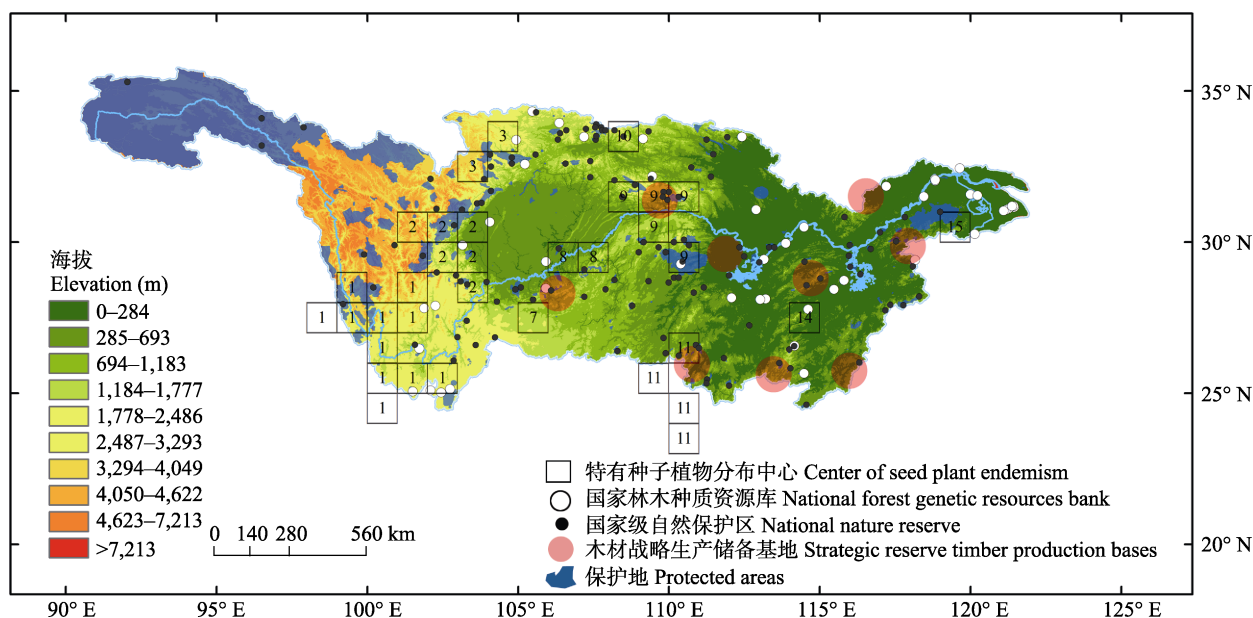 35° N
30° N
25° N
20° N
90° E
95° E
100° E
105° E
110° E
115° E
120° E
125° E
海拔
Elevation (m)
0–284
285–693
694–1,183
1,184–1,777
1,778–2,486
2,487–3,293
3,294–4,049
4,050–4,622
4,623–7,213
>7,213
0 140 280 560 km
特有种子植物分布中心 Center of seed plant endemism
国家林木种质资源库 National forest genetic resources bank
国家级自然保护区 National nature reserve
木材战略生产储备基地 Strategic reserve timber production bases
保护地 Protected areas
3 10
3
9 9 9
2 2 2 9 15
2 2 8 8 9
1 1 2
1 1 1 1 7 14
1 11
1 1 1 11
1 11
11